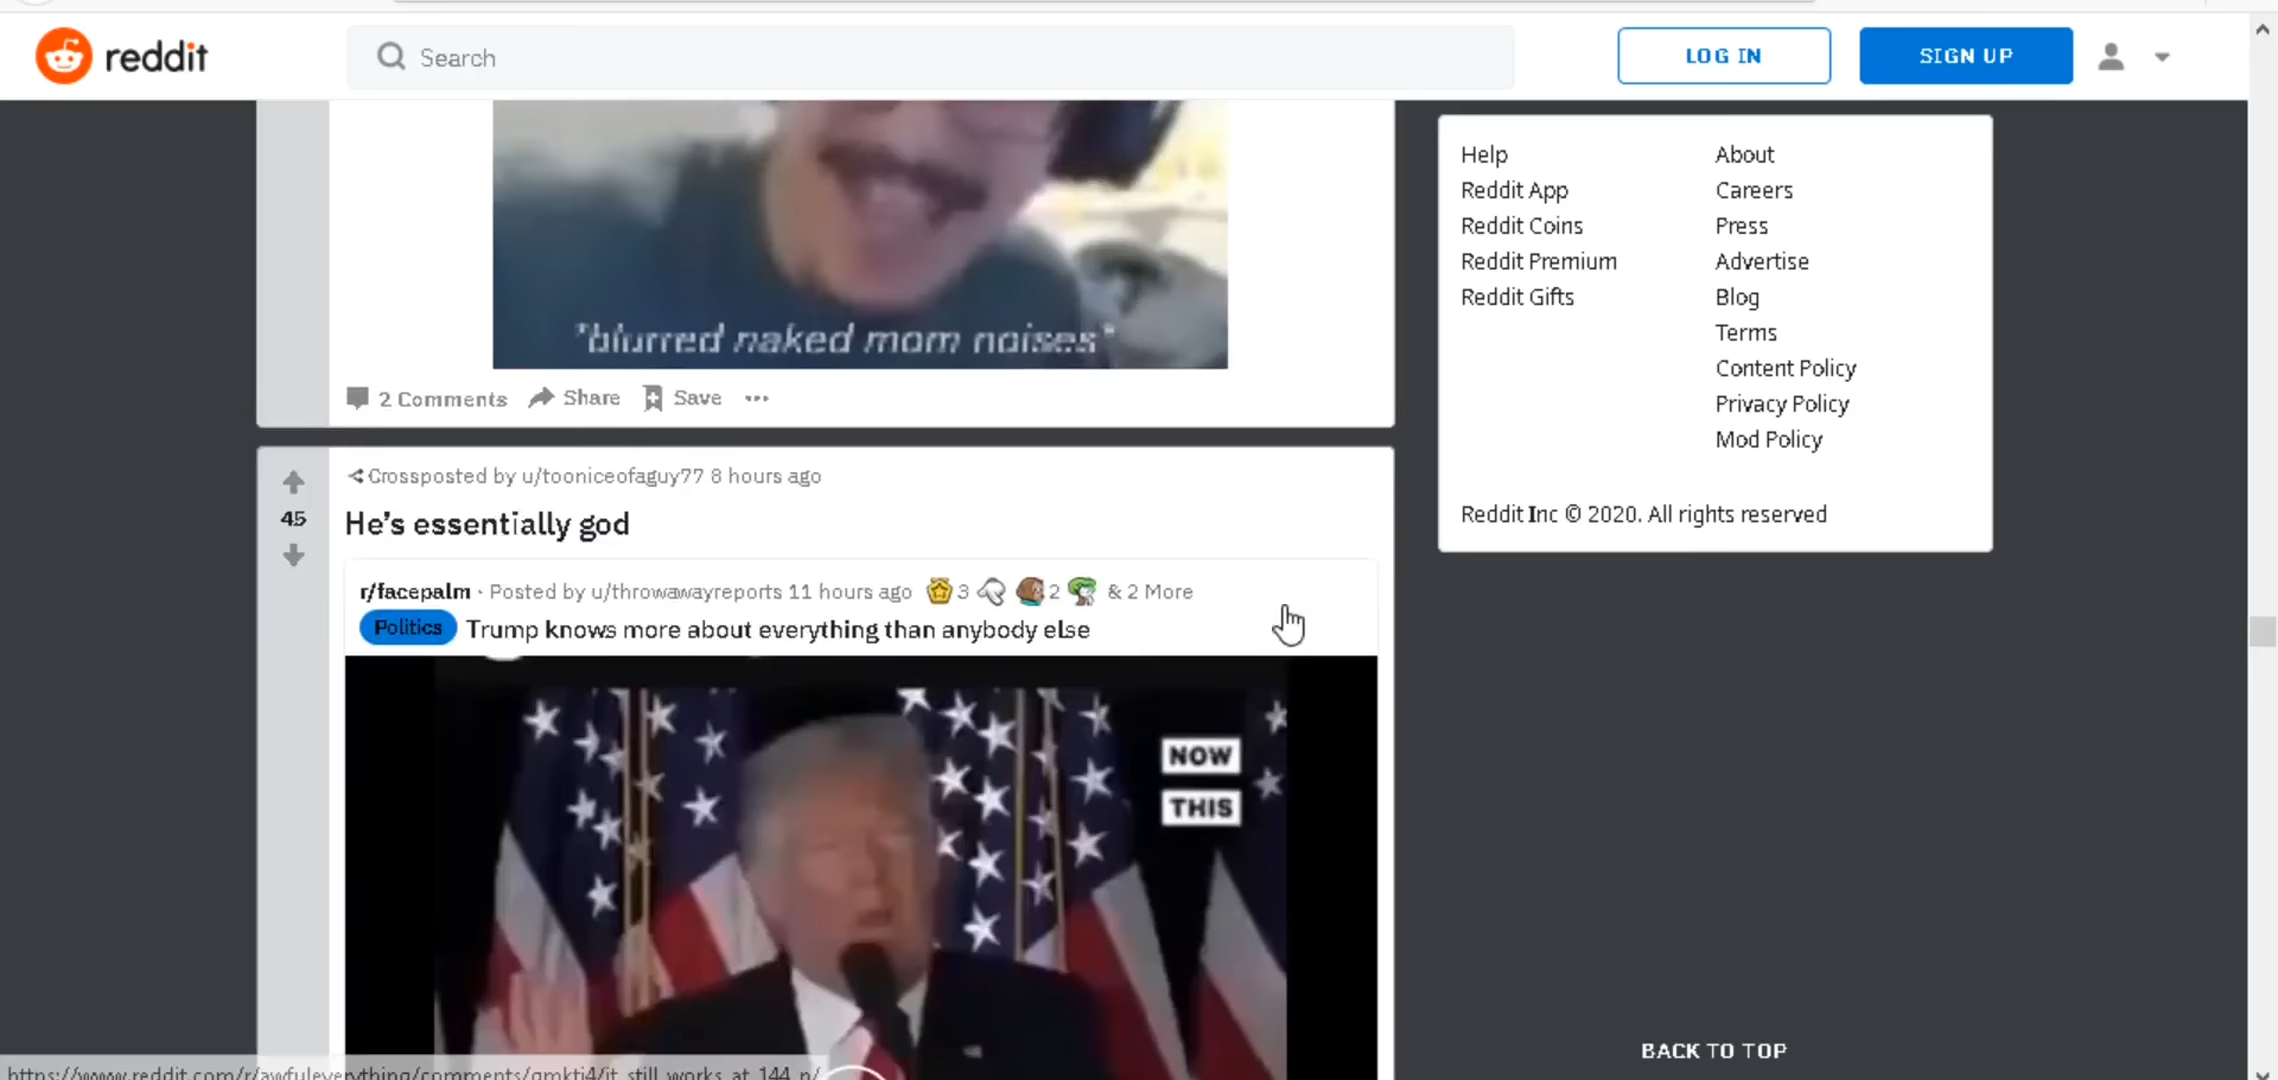 reddit
Search
LOG IN
SIGN UP
"blurred naked mom noises"
2 Comments
Share
Save
Crossposted by u/tooniceofaguy77 8 hours ago
45
He's essentially god
r/facepalm · Posted by u/throwawayreports 11 hours ago 3 2 & 2 More
Politics Trump knows more about everything than anybody else
NOW
THIS
Help
About
Reddit App
Careers
Reddit Coins
Press
Reddit Premium
Advertise
Reddit Gifts
Blog
Terms
Content Policy
Privacy Policy
Mod Policy
Reddit Inc © 2020. All rights reserved
BACK TO TOP